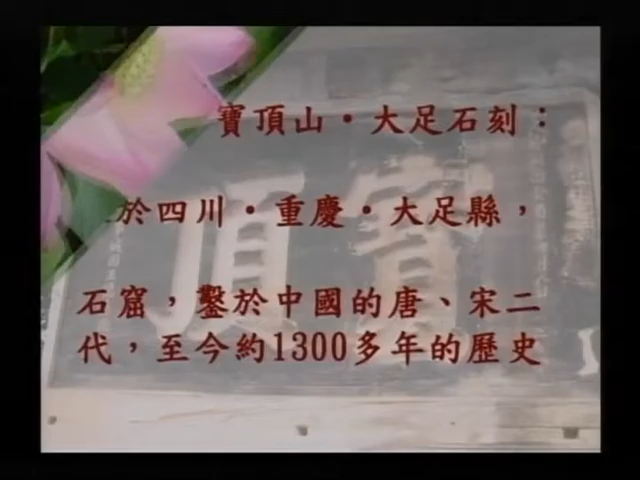 寶頂山·大足石刻：
於四川·重慶·大足縣，
石窟，鑿於中國的唐、宋二
代，至今約1300多年的歷史
頂 寶